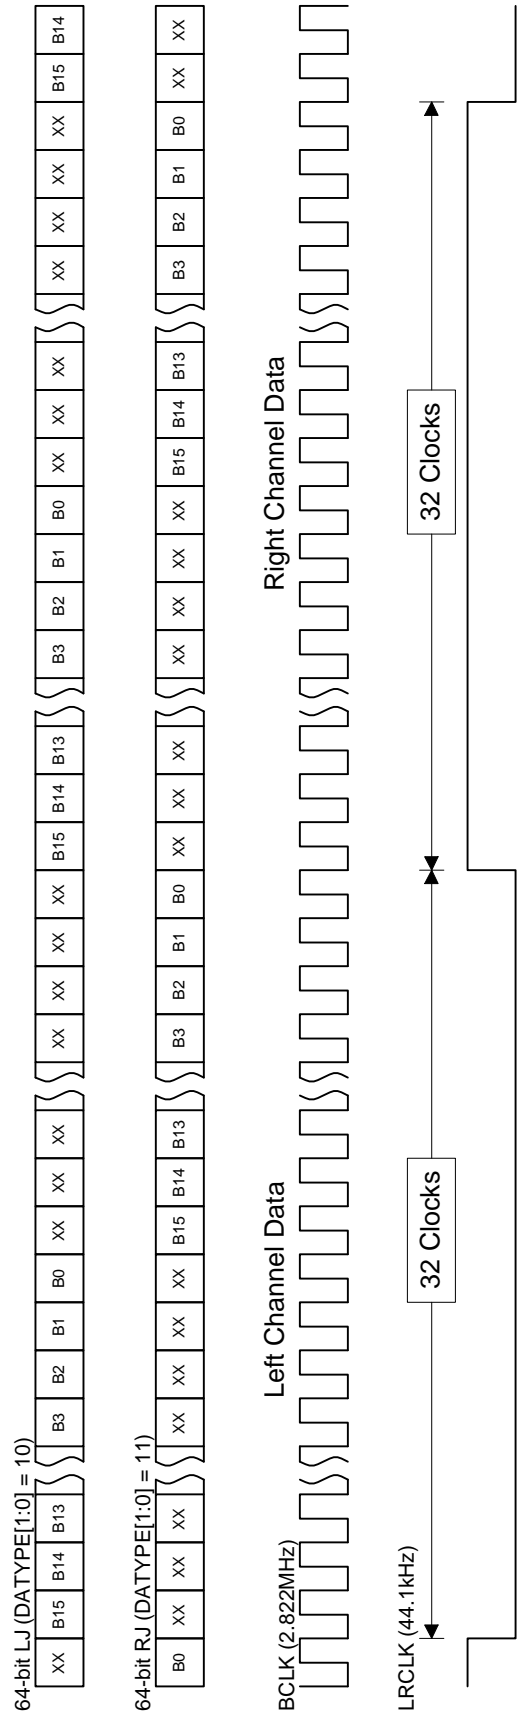 64-bit LJ (DATYPE[1:0] = 10)
XX B15 B14 B13 B3 B2 B1 B0 XX XX XX XX XX XX XX B15 B14 B13 B3 B2 B1 B0 XX XX XX XX XX XX XX B15 B14
64-bit RJ (DATYPE[1:0] = 11)
B0 XX XX XX XX XX XX XX B15 B14 B13 B3 B2 B1 B0 XX XX XX XX XX XX XX B15 B14 B13 B3 B2 B1 B0 XX XX
Left Channel Data Right Channel Data
BCLK (2.822MHz)
LRCLK (44.1kHz)
32 Clocks 32 Clocks